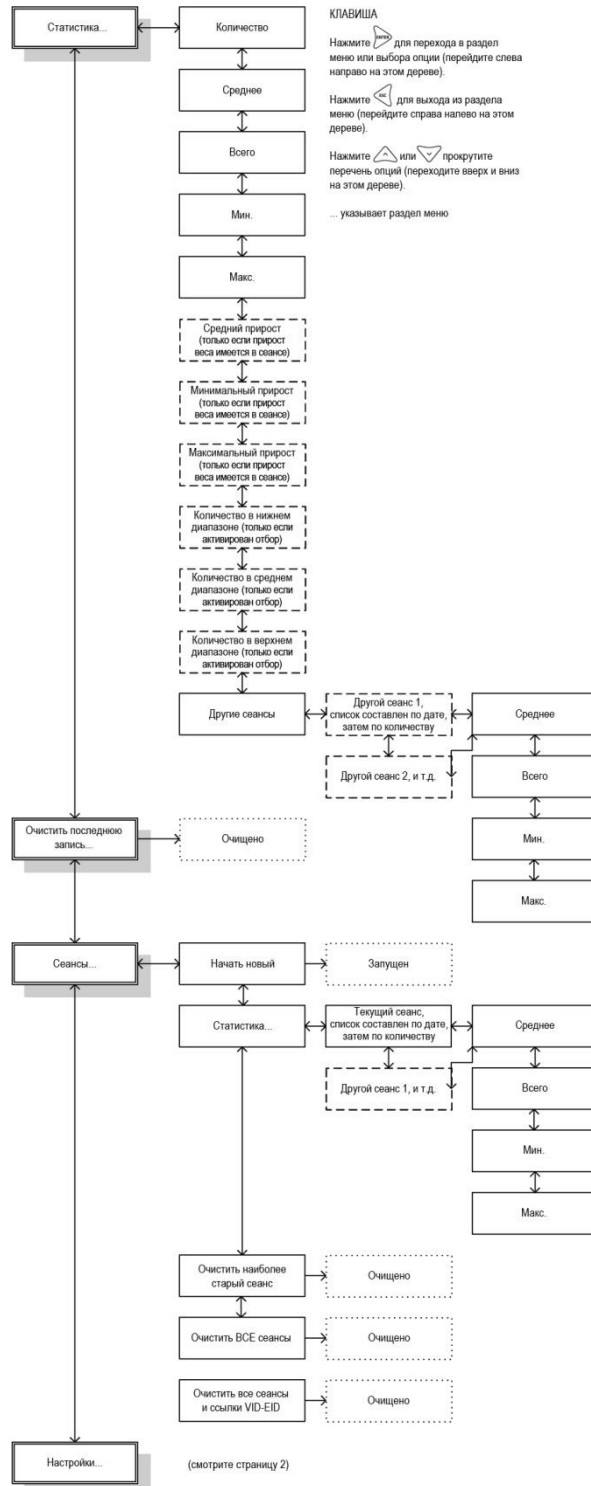 Статистика...
Количество
КЛАВИША
Нажмите ENTER для перехода в раздел
меню или выбора опции (перейдите слева
направо на этом дереве).
Нажмите ESC для выхода из раздела
меню (перейдите справа налево на этом
дереве).
Нажмите или прокрутите
перечень опций (переходите вверх и вниз
на этом дереве).
... указывает раздел меню
Среднее
Всего
Мин.
Макс.
Средний прирост
(только если прирост
веса имеется в сеансе)
Минимальный прирост
(только если прирост
веса имеется в сеансе)
Максимальный прирост
(только если прирост
веса имеется в сеансе)
Количество в нижнем
диапазоне (только если
активирован отбор)
Количество в среднем
диапазоне (только если
активирован отбор)
Количество в верхнем
диапазоне (только если
активирован отбор)
Другие сеансы
Другой сеанс 1,
список составлен по дате,
затем по количеству
Среднее
Другой сеанс 2, и т.д.
Всего
Мин.
Макс.
Очистить последнюю
запись...
Очищено
Сеансы...
Начать новый
Запущен
Статистика...
Текущий сеанс,
список составлен по дате,
затем по количеству
Среднее
Другой сеанс 1, и т.д.
Всего
Мин.
Макс.
Очистить наиболее
старый сеанс
Очищено
Очистить ВСЕ сеансы
Очищено
Очистить все сеансы
и ссылки VID-EID
Очищено
Настройки...
(смотрите страницу 2)